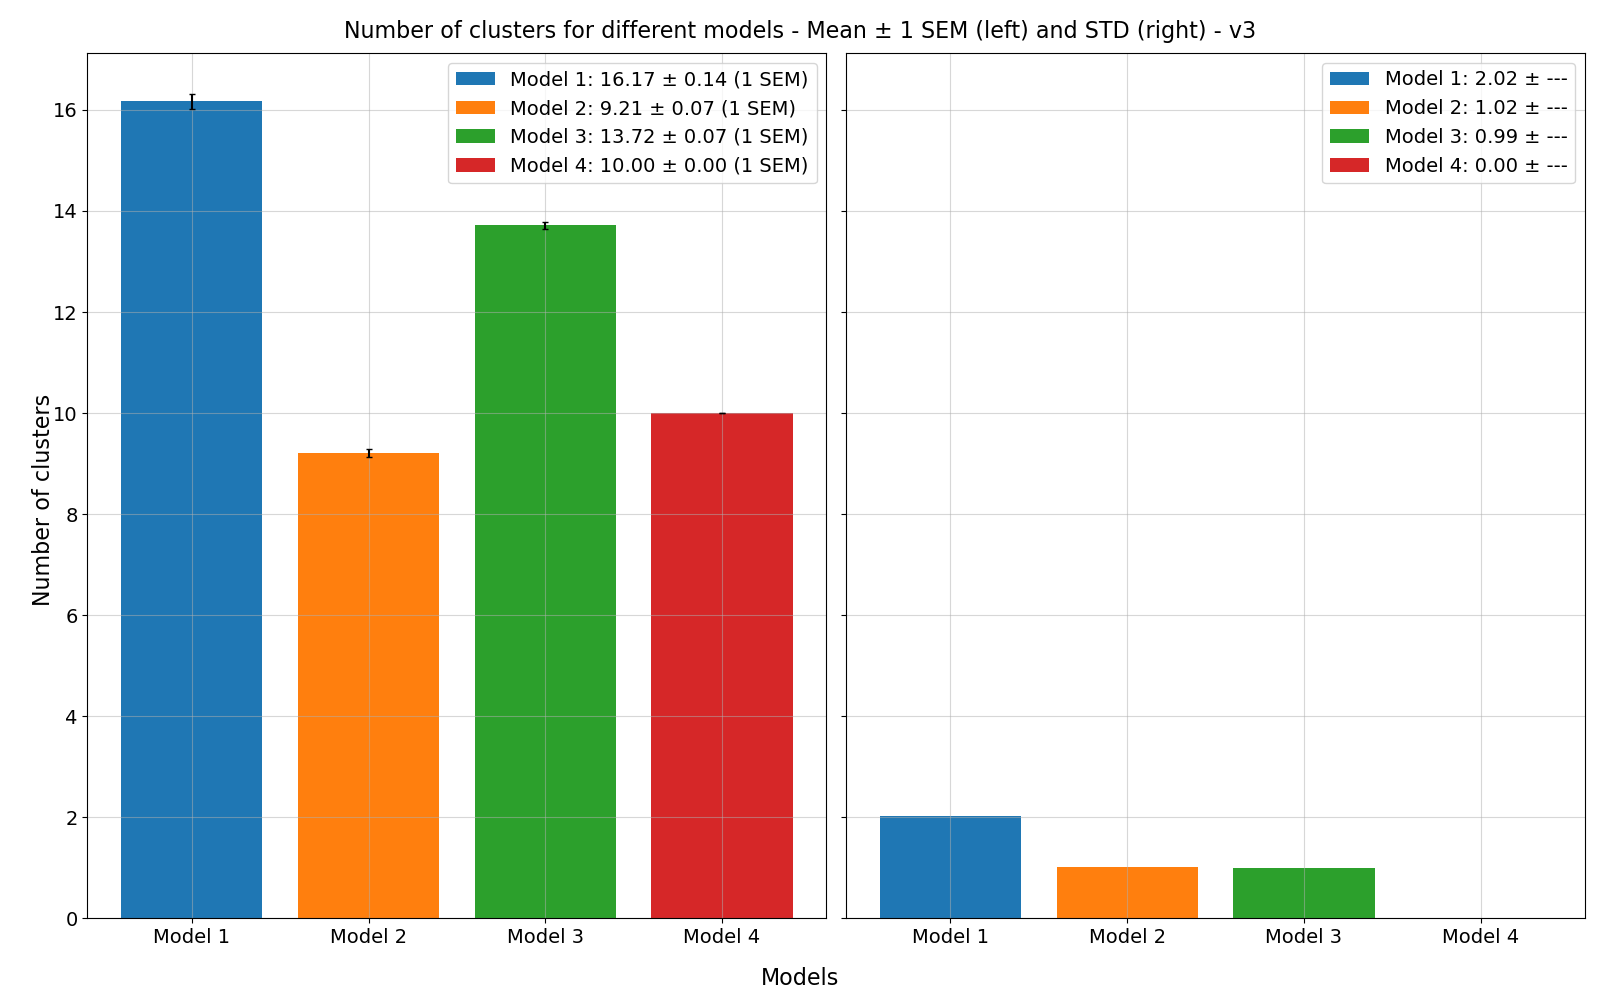 Number of clusters for different models - Mean ± 1 SEM (left) and STD (right) - v3
Number of clusters
16
14
12
10
8
6
4
2
0
Model 1: 16.17 ± 0.14 (1 SEM)
Model 2: 9.21 ± 0.07 (1 SEM)
Model 3: 13.72 ± 0.07 (1 SEM)
Model 4: 10.00 ± 0.00 (1 SEM)
Model 1 Model 2 Model 3 Model 4
Model 1: 2.02 ± ---
Model 2: 1.02 ± ---
Model 3: 0.99 ± ---
Model 4: 0.00 ± ---
Model 1 Model 2 Model 3 Model 4
Models